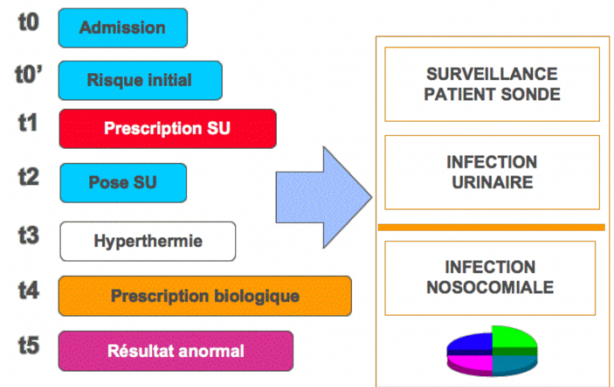 t0 Admission
t0' Risque initial
t1 Prescription SU
t2 Pose SU
t3 Hyperthermie
t4 Prescription biologique
t5 Résultat anormal
SURVEILLANCE
PATIENT SONDE
INFECTION
URINAIRE
INFECTION
NOSOCOMIALE